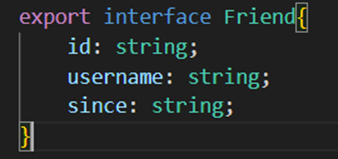 export interface Friend{
    id: string;
    username: string;
    since: string;
}